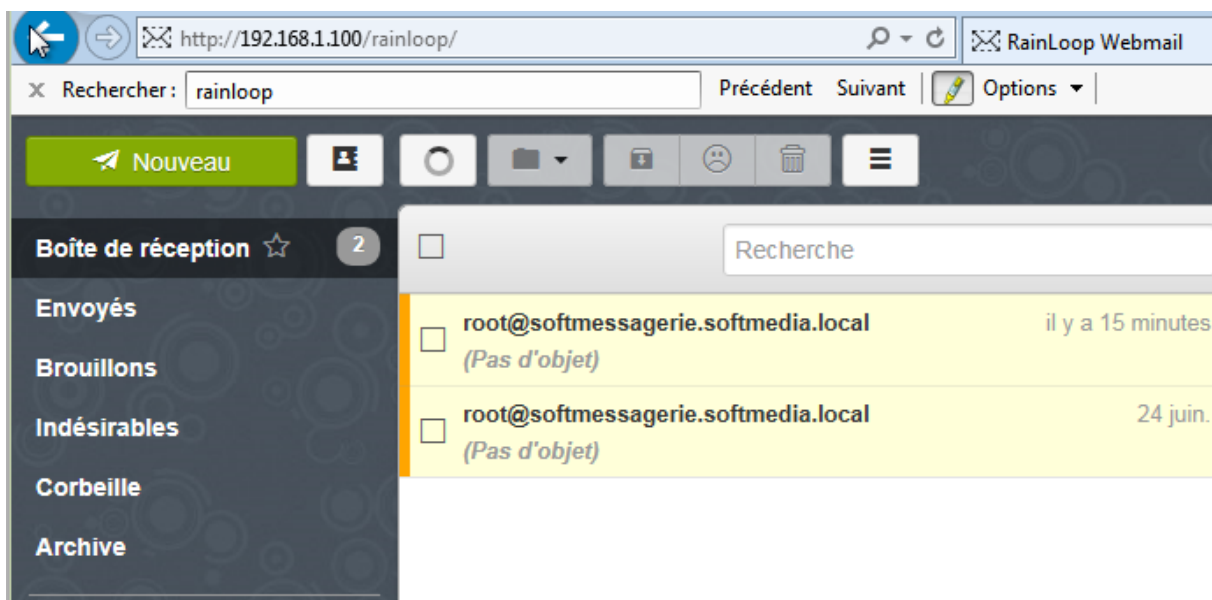 http://192.168.1.100/rainloop/ RainLoop Webmail
Rechercher : rainloop Précédent Suivant Options
Nouveau
Boîte de réception 2
Recherche
Envoyés
Brouillons
Indésirables
Corbeille
Archive
root@softmessagerie.softmedia.local il y a 15 minutes
(Pas d'objet)
root@softmessagerie.softmedia.local 24 juin.
(Pas d'objet)